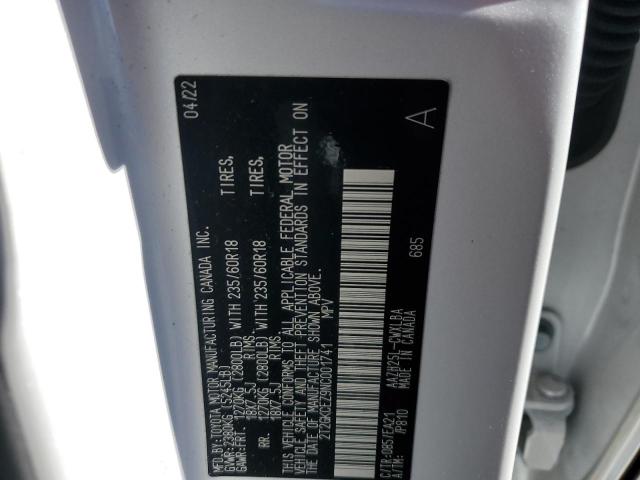 MFD.BY:TOYOTA MOTOR MANUFACTURING CANADA INC. 04/22
GVWR:2380KG (5245LB)
GAWR:FRT. 1270KG (2800LB) WITH 235/60R18 TIRES,
18X7.5J RIMS,
RR. 1270KG (2800LB) WITH 235/60R18 TIRES,
18X7.5J RIMS
THIS VEHICLE CONFORMS TO ALL APPLICABLE FEDERAL MOTOR
VEHICLE SAFETY AND THEFT PREVENTION STANDARDS IN EFFECT ON
THE DATE OF MANUFACTURE SHOWN ABOVE.
2T2GKCEZ9NC001741 MPV
685 A
C/TR:0857EA21 AAZH25L-CWXLBA
A/TM: /P810 MADE IN CANADA